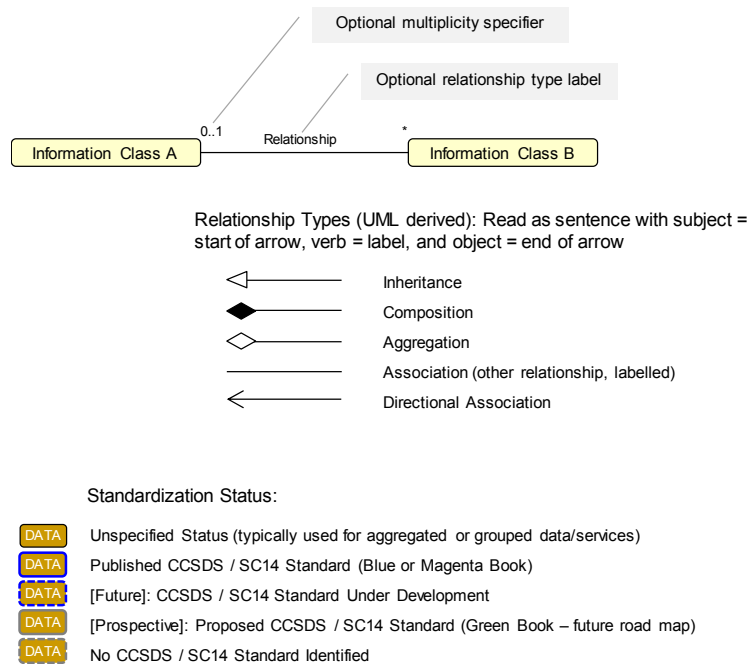 Optional multiplicity specifier
Optional relationship type label
0..1
Relationship
*
Information Class A
Information Class B
Relationship Types (UML derived): Read as sentence with subject =
start of arrow, verb = label, and object = end of arrow
Inheritance
Composition
Aggregation
Association (other relationship, labelled)
Directional Association
Standardization Status:
DATA Unspecified Status (typically used for aggregated or grouped data/services)
DATA Published CCSDS / SC14 Standard (Blue or Magenta Book)
DATA [Future]: CCSDS / SC14 Standard Under Development
DATA [Prospective]: Proposed CCSDS / SC14 Standard (Green Book – future road map)
DATA No CCSDS / SC14 Standard Identified